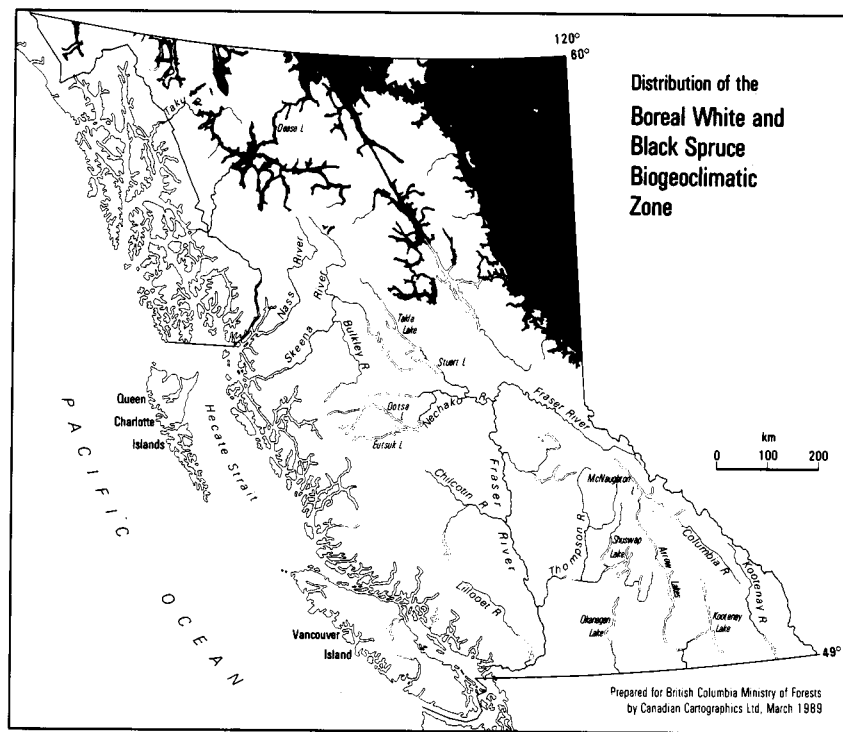 120°
60°
Distribution of the
Boreal White and
Black Spruce
Biogeoclimatic
Zone
Taku R
Dease L
Nass River
River
Skeena
Bulkley R
Takla
Lake
Stuart L
Queen
Charlotte
Islands
Hecate Strait
PACIFIC OCEAN
Ootsa
L
Nechako R
Eutsuk L
Fraser River
km
0 100 200
Chilcotin R
Fraser River
McNaughton
L
Thompson R
Shuswap
Lake
Arrow Lakes
Columbia R
Kootenay R
Lillooet R
Okanagan
Lake
Kootenay
Lake
Vancouver
Island
49°
Prepared for British Columbia Ministry of Forests
by Canadian Cartographics Ltd, March 1989